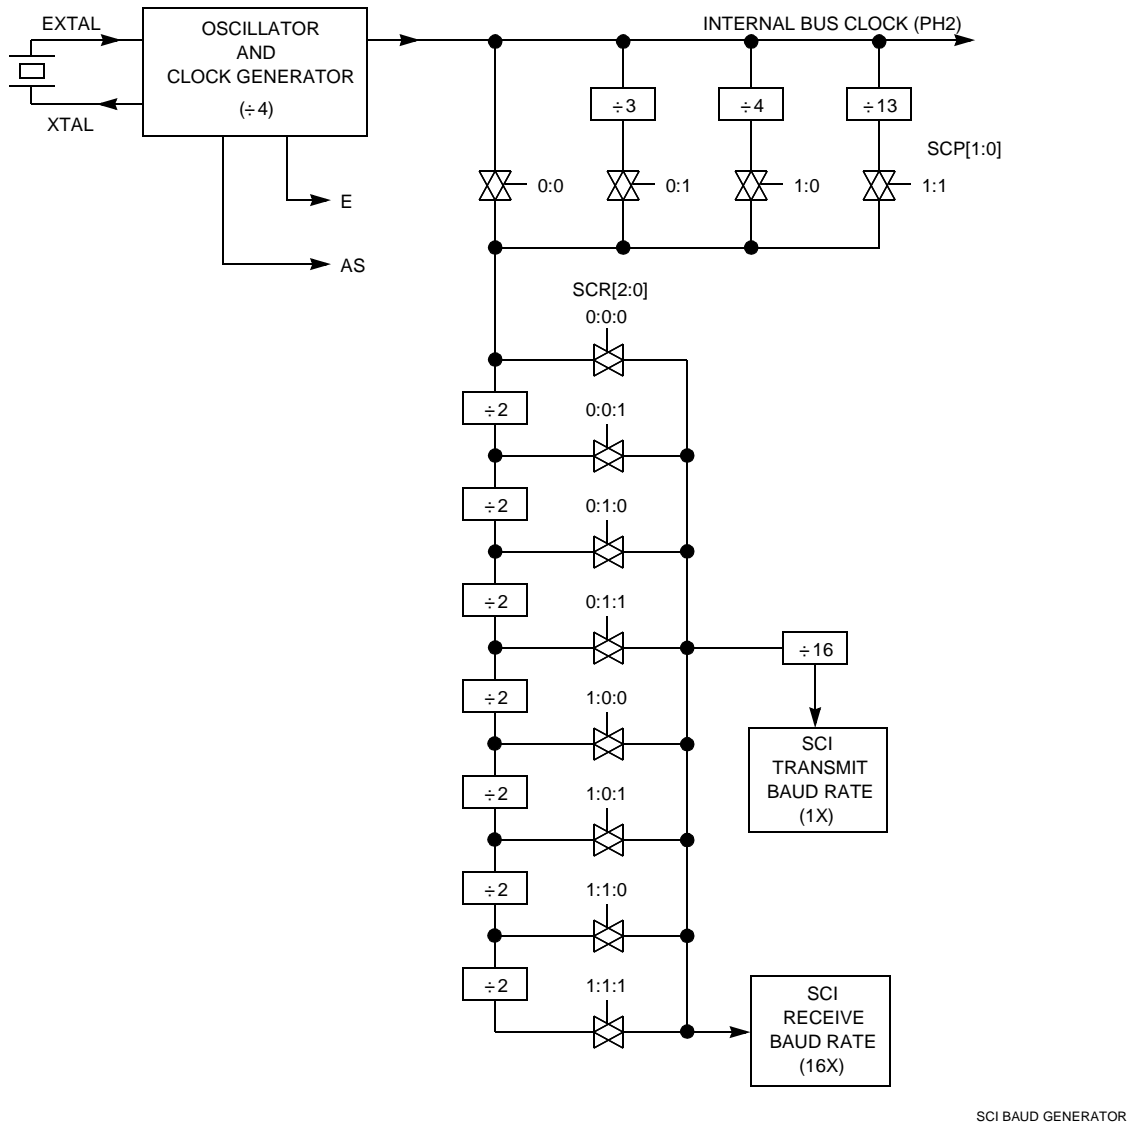 EXTAL
XTAL
OSCILLATOR
AND
CLOCK GENERATOR
(÷4)
E
AS
INTERNAL BUS CLOCK (PH2)
÷3
÷4
÷13
SCP[1:0]
0:0
0:1
1:0
1:1
SCR[2:0]
0:0:0
÷2
0:0:1
÷2
0:1:0
÷2
0:1:1
÷16
÷2
1:0:0
SCI
TRANSMIT
BAUD RATE
(1X)
÷2
1:0:1
÷2
1:1:0
÷2
1:1:1
SCI
RECEIVE
BAUD RATE
(16X)
SCI BAUD GENERATOR